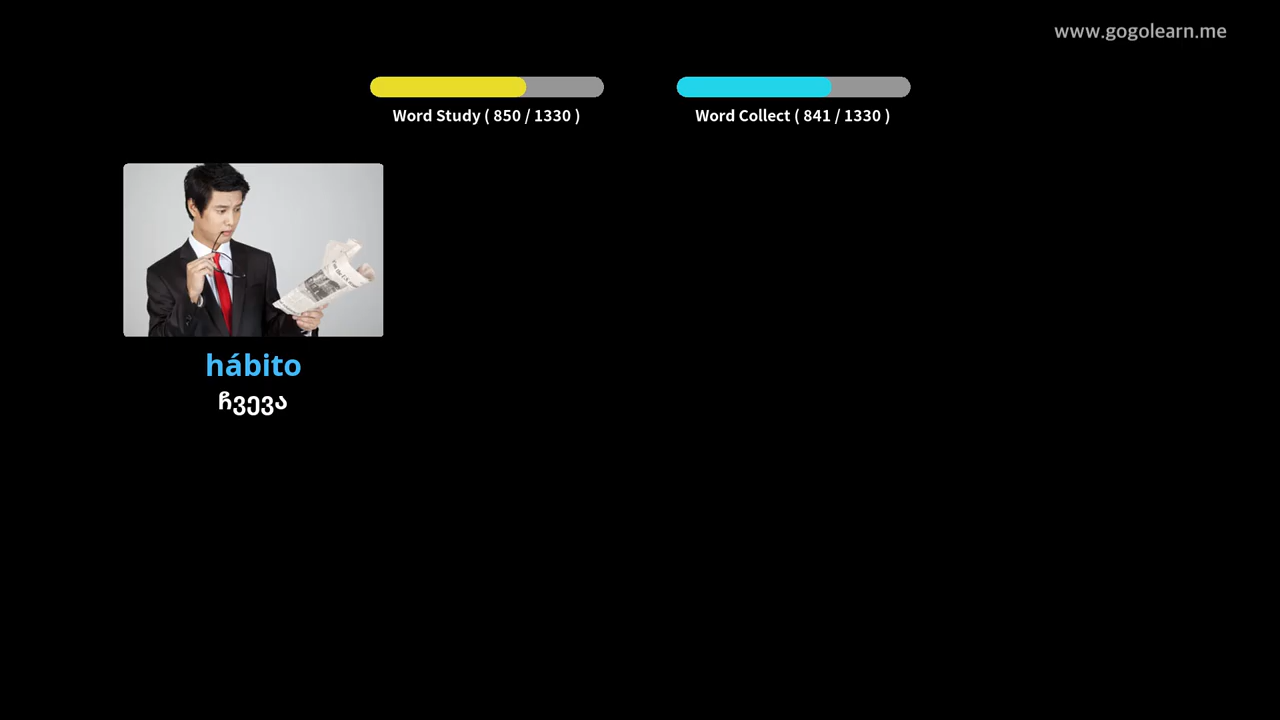 www.gogolearn.me
Word Study ( 850 / 1330 )
Word Collect ( 841 / 1330 )
hábito
ჩვევა